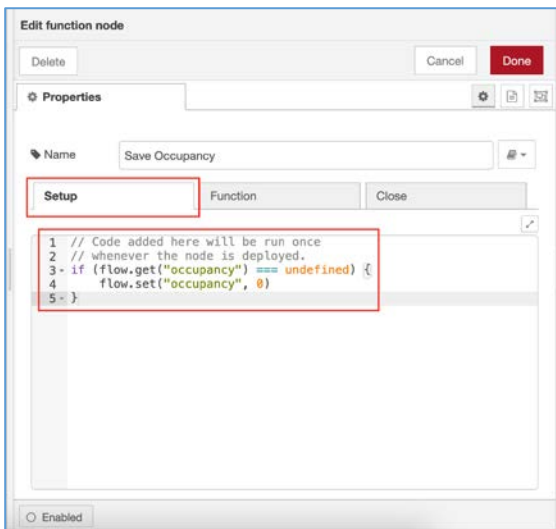 Edit function node
Delete
Cancel
Done
Properties
Name
Save Occupancy
Setup
Function
Close
1 // Code added here will be run once
2 // whenever the node is deployed.
3 if (flow.get("occupancy") === undefined) {
4 flow.set("occupancy", 0)
5 }
Enabled